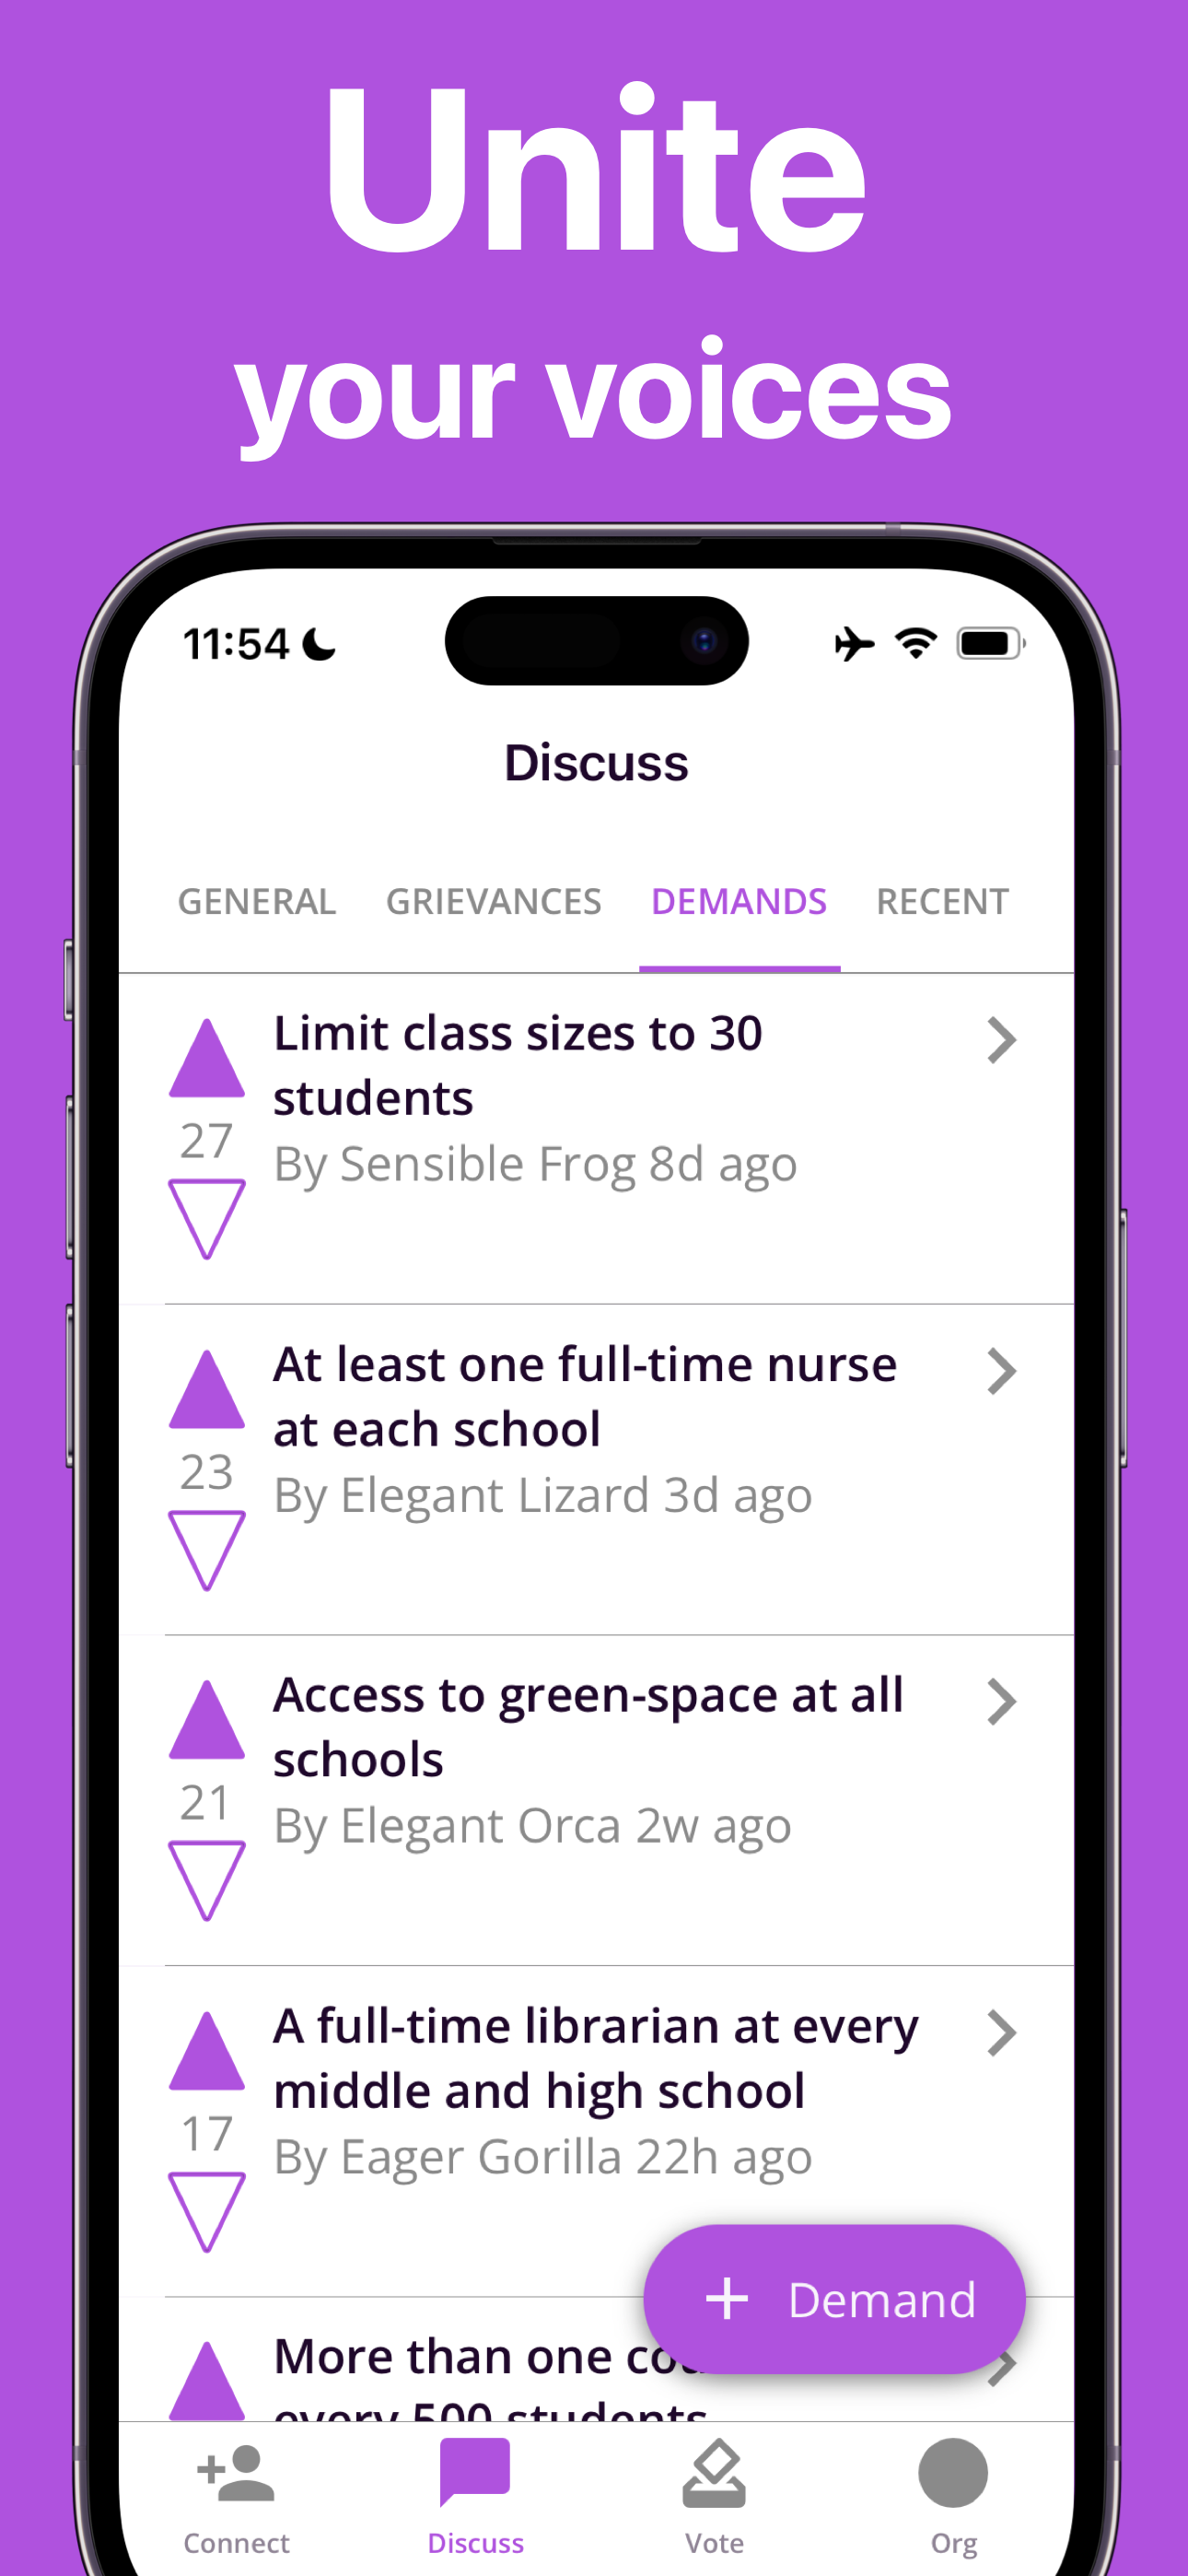 Unite
your voices
11:54
Discuss
GENERAL GRIEVANCES DEMANDS RECENT
Limit class sizes to 30
students
27
By Sensible Frog 8d ago
At least one full-time nurse
at each school
23
By Elegant Lizard 3d ago
Access to green-space at all
schools
21
By Elegant Orca 2w ago
A full-time librarian at every
middle and high school
17
By Eager Gorilla 22h ago
+ Demand
More than one
every 500 students
Connect Discuss Vote Org